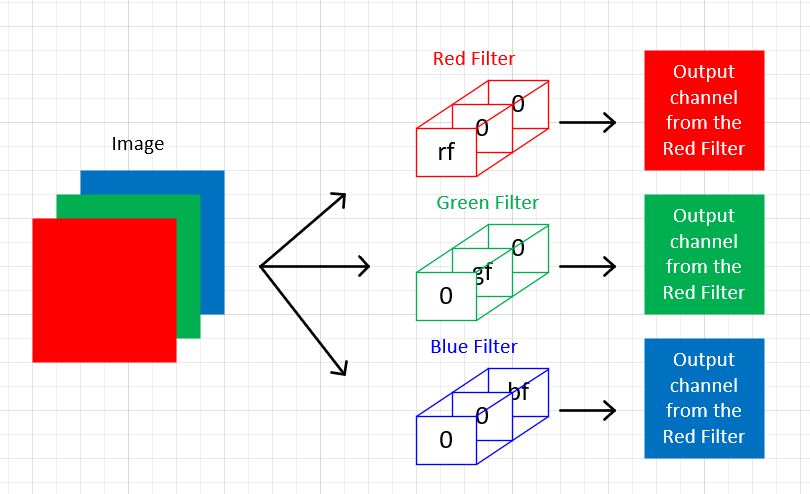 Image
Red Filter
rf
0
0
Output
channel
from the
Red Filter
Green Filter
0
gf
0
Output
channel
from the
Red Filter
Blue Filter
0
0
bf
Output
channel
from the
Red Filter